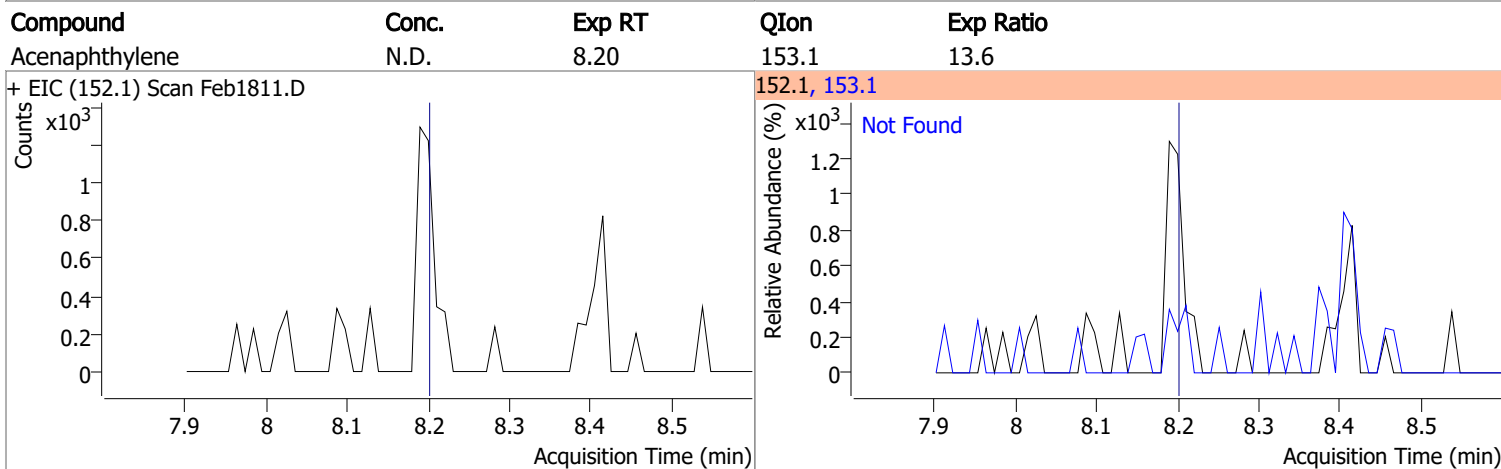 Compound Conc. Exp RT QIon Exp Ratio
Acenaphthylene N.D. 8.20 153.1 13.6
+ EIC (152.1) Scan Feb1811.D
Counts
x10³
1
0.8
0.6
0.4
0.2
0
7.9 8 8.1 8.2 8.3 8.4 8.5
Acquisition Time (min)
152.1, 153.1
Relative Abundance (%)
x10³
Not Found
1.2
1
0.8
0.6
0.4
0.2
0
7.9 8 8.1 8.2 8.3 8.4 8.5
Acquisition Time (min)